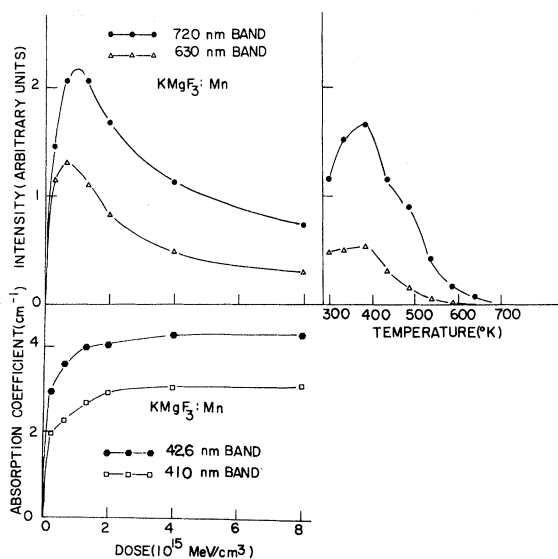 720 nm BAND
630 nm BAND
KMgF3: Mn
INTENSITY (ARBITRARY UNITS)
2
1
0
300 400 500 600 700
TEMPERATURE(°K)
ABSORPTION COEFFICIENT(cm-1)
4
2
0
KMgF3: Mn
426 nm BAND
410 nm BAND
0 2 4 6 8
DOSE(10^15 MeV/cm3)